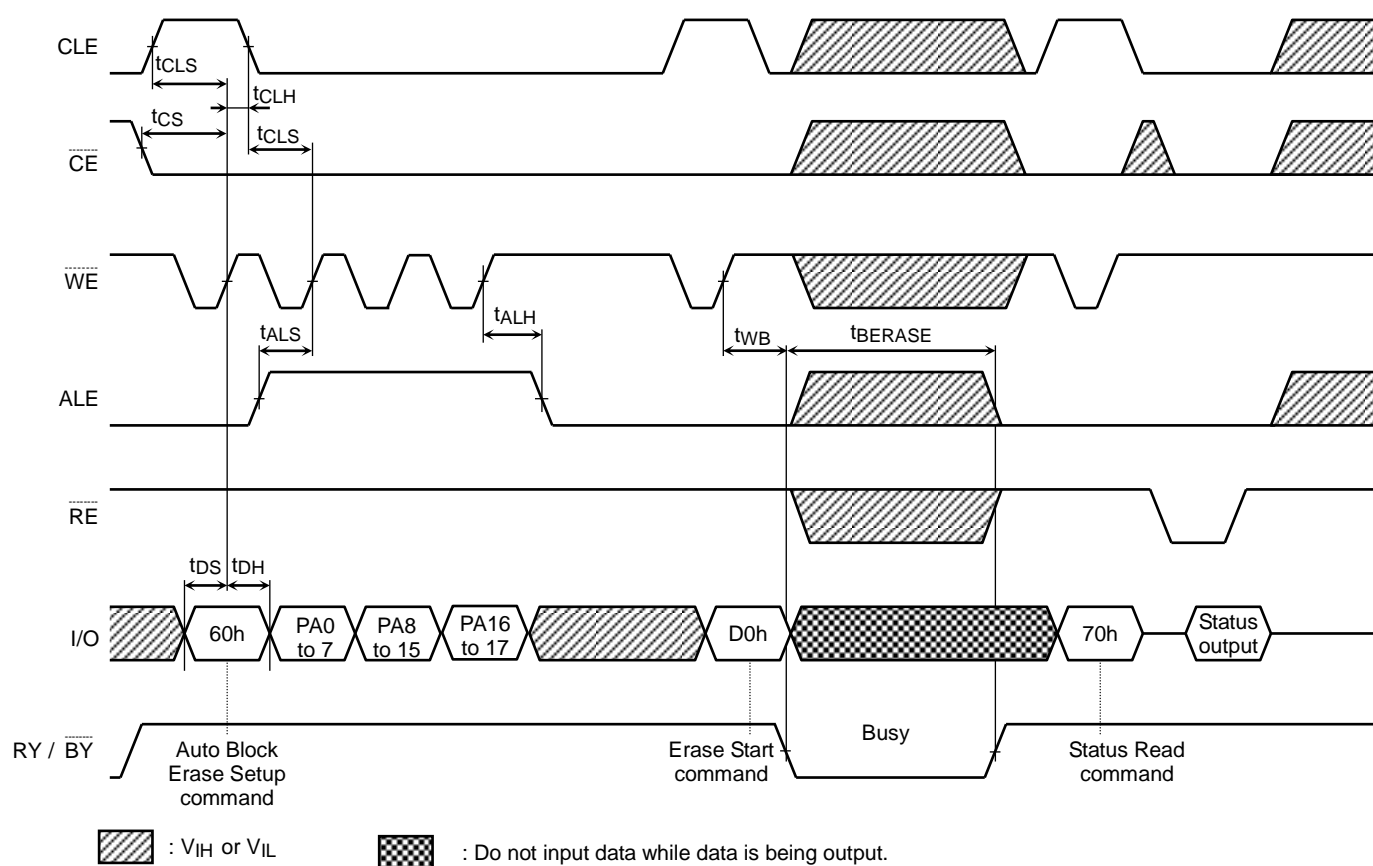 CLE
tCLS
tCLH
tCS
tCLS
CE
WE
tALS
tALH
tWB
tBERASE
ALE
RE
tDS
tDH
I/O
60h
PA0
to 7
PA8
to 15
PA16
to 17
D0h
70h
Status
output
RY / BY
Busy
Auto Block
Erase Setup
command
Erase Start
command
Status Read
command
: VIH or VIL
: Do not input data while data is being output.